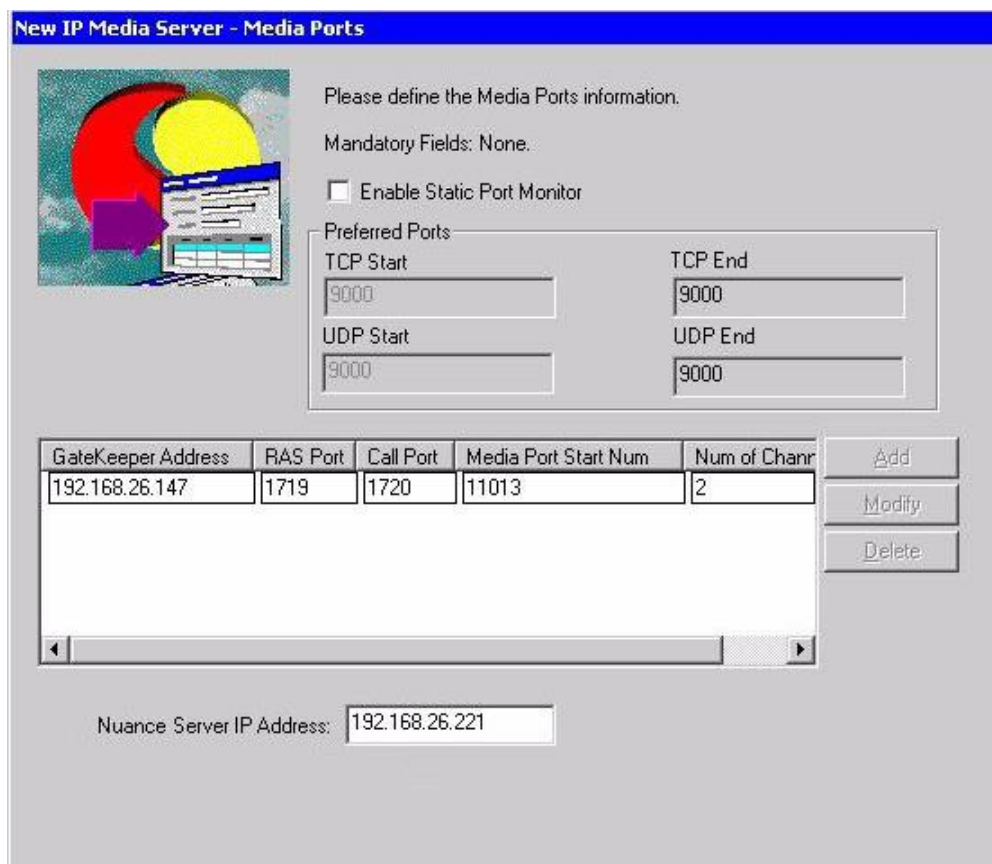 New IP Media Server - Media Ports
Please define the Media Ports information.
Mandatory Fields: None.
Enable Static Port Monitor
Preferred Ports
TCP Start TCP End
9000 9000
UDP Start UDP End
9000 9000
GateKeeper Address RAS Port Call Port Media Port Start Num Num of Chann
192.168.26.147 1719 1720 11013 2
Add
Modify
Delete
Nuance Server IP Address: 192.168.26.221